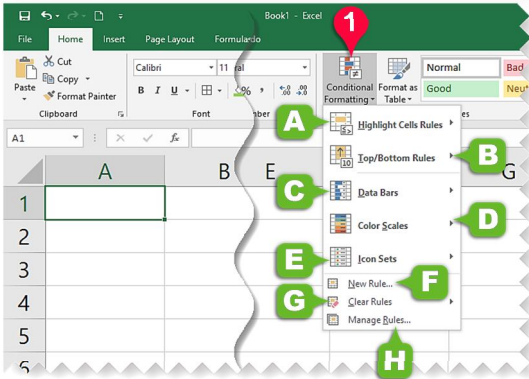 Book1 - Excel
1
File Home Insert Page Layout Formul
Cut
Copy
Format Painter
Paste
Clipboard
Calibri 11
B I U
Font
%
Conditional Formatting
Format as Table
Normal Bad
Good Neu
A1 fx
A B E G
1
2
3
4
5
6
A Highlight Cells Rules
Top/Bottom Rules B
C Data Bars
Color Scales D
E Icon Sets
New Rule... F
G Clear Rules
Manage Rules...
H